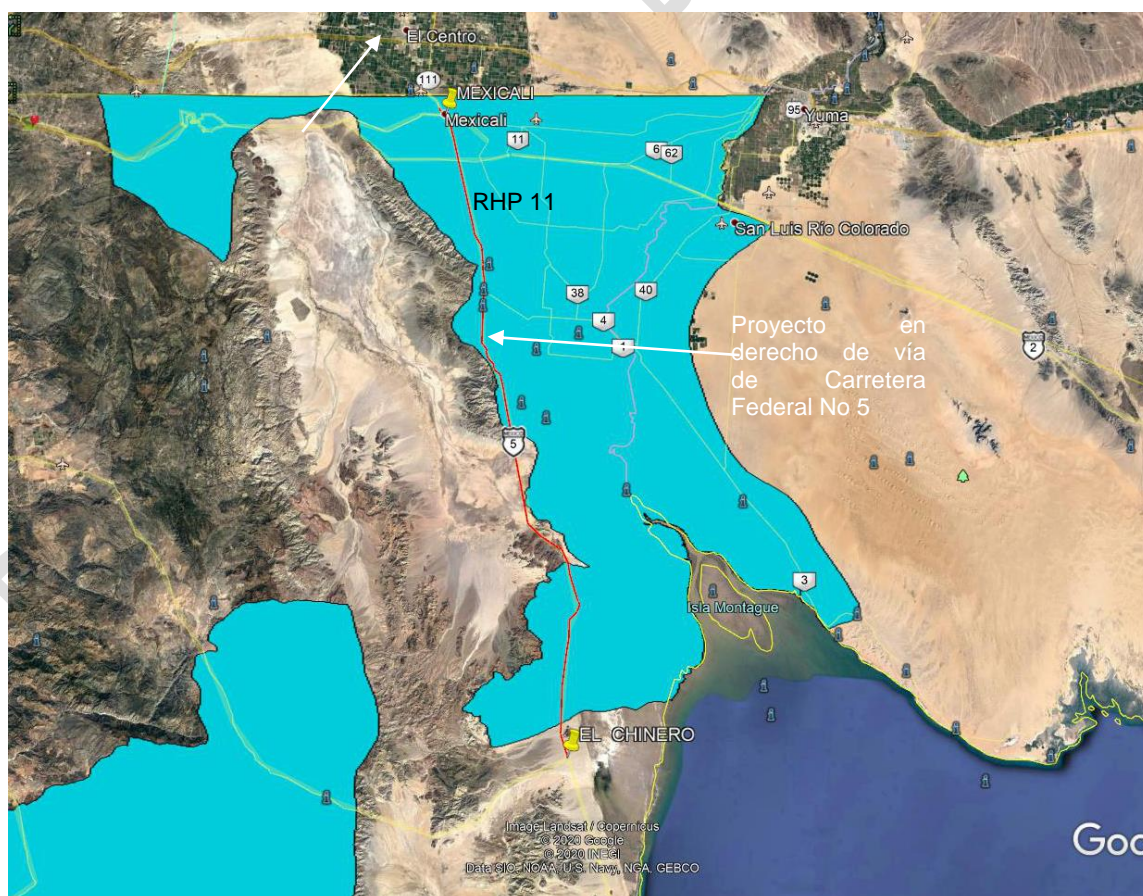 El Centro
111
MEXICALI
Mexicali
95
Yuma
11
6
62
RHP 11
San Luis Río Colorado
38
40
4
1
2
Proyecto en
derecho de vía
de Carretera
Federal No 5
5
3
Isla Montague
EL CHINERO
Image Landsat / Copernicus
© 2020 Google
© 2020 INEGI
Data SIO, NOAA, U.S. Navy, NGA, GEBCO
Goo